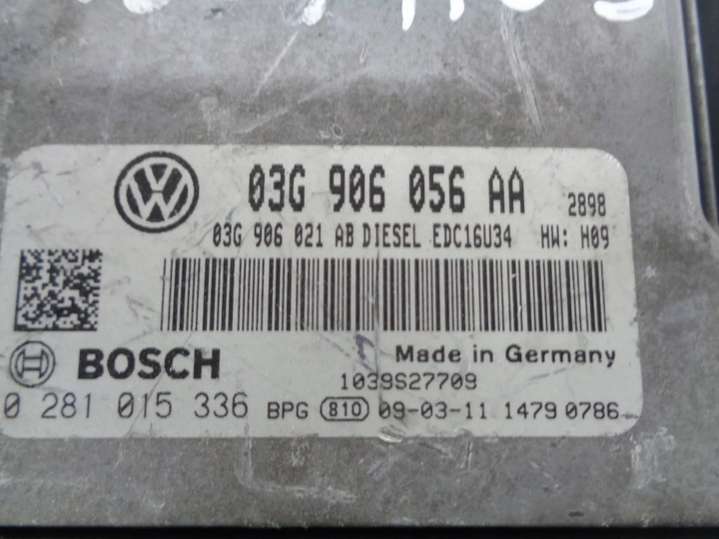 03G 906 056 AA 2898
03G 906 021 AB DIESEL EDC16U34 HW: H09
BOSCH
Made in Germany
1039S27709
0 281 015 336 BPG 810 09-03-11 1479 0786